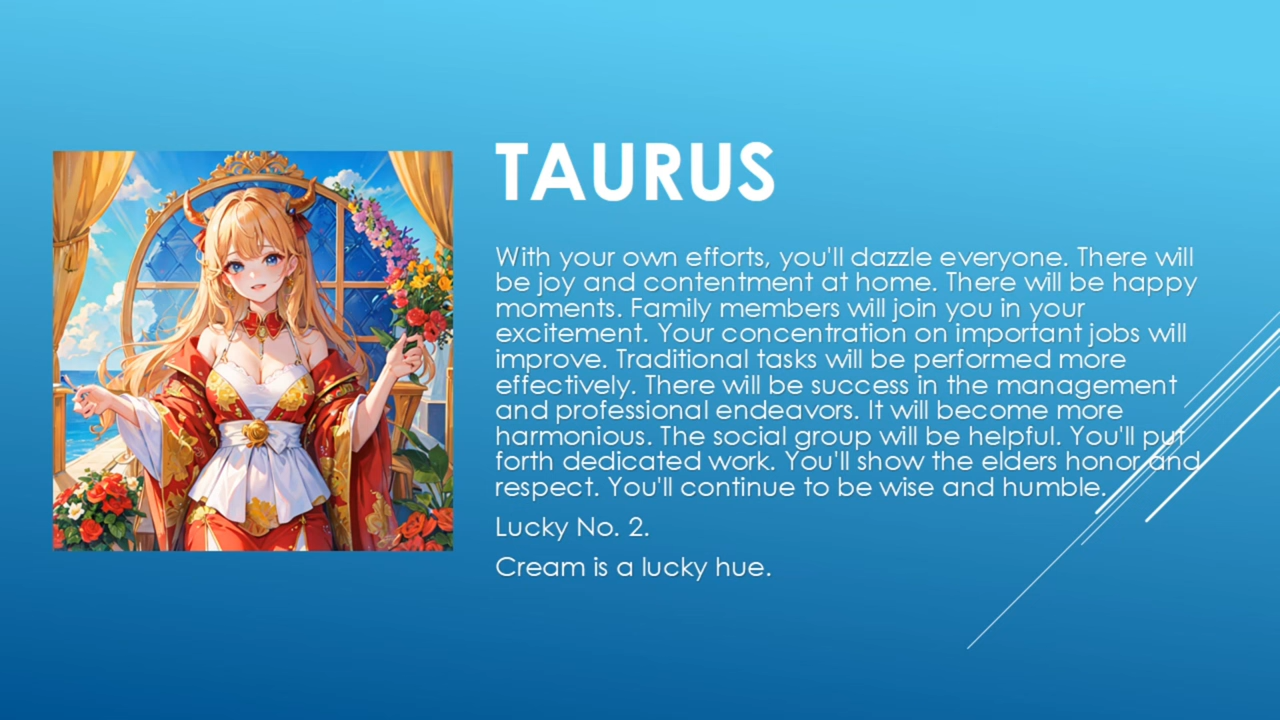 TAURUS
With your own efforts, you'll dazzle everyone. There will
be joy and contentment at home. There will be happy
moments. Family members will join you in your
excitement. Your concentration on important jobs will
improve. Traditional tasks will be performed more
effectively. There will be success in the management
and professional endeavors. It will become more
harmonious. The social group will be helpful. You'll put
forth dedicated work. You'll show the elders honor and
respect. You'll continue to be wise and humble.
Lucky No. 2.
Cream is a lucky hue.